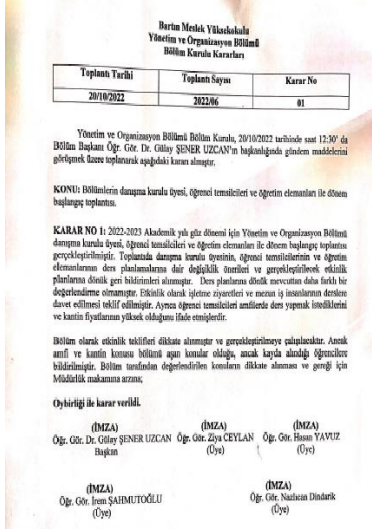 Bartın Meslek Yüksekokulu
Yönetim ve Organizasyon Bölümü
Bölüm Kurulu Kararları
Toplantı Tarihi Toplantı Sayısı Karar No
20/10/2022 2022/06 01
Yönetim ve Organizasyon Bölümü Bölüm Kurulu, 20/10/2022 tarihinde saat 12:30' da
Bölüm Başkanı Öğr. Gör. Dr. Gülay ŞENER UZCAN'ın başkanlığında gündem maddelerini
görüşmek üzere toplanarak aşağıdaki kararı almıştır.
KONU: Bölümlerin danışma kurulu üyesi, öğrenci temsilcileri ve öğretim elemanları ile dönem
başlangıç toplantısı.
KARAR NO 1: 2022-2023 Akademik yılı güz dönemi için Yönetim ve Organizasyon Bölümü
danışma kurulu üyesi, öğrenci temsilcileri ve öğretim elemanları ile dönem başlangıç toplantısı
gerçekleştirilmiştir. Toplantıda danışma kurulu üyesinin, öğrenci temsilcilerinin ve öğretim
elemanlarının ders planlamalarına dair değişiklik önerileri ve gerçekleştirilecek etkinlik
planlarına dönük geri bildirimleri alınmıştır. Ders planlarına dönük mevcuttan daha farklı bir
değerlendirme olmamıştır. Etkinlik olarak işletme ziyaretleri ve mezun iş insanlarının derslere
davet edilmesi teklif edilmiştir. Ayrıca öğrenci temsilcileri amfilerde ders yapmak istediklerini
ve kantin fiyatlarının yüksek olduğunu ifade etmişlerdir.
Bölüm olarak etkinlik teklifleri dikkate alınmıştır ve gerçekleştirilmeye çalışılacaktır. Ancak
amfi ve kantin konusu bölümü aşan konular olduğu, ancak kayda alındığı öğrencilere
bildirilmiştir. Bölüm tarafından değerlendirilen konuların dikkate alınması ve gereği için
Müdürlük makamına arzına;
Oybirliği ile karar verildi.
(İMZA) (İMZA) (İMZA)
Öğr. Gör. Dr. Gülay ŞENER UZCAN Öğr. Gör. Ziya CEYLAN Öğr. Gör. Hasan YAVUZ
Başkan (Üye) (Üye)
(İMZA) (İMZA)
Öğr. Gör. İrem ŞAHMUTOĞLU Öğr. Gör. Nazlıcan Dindarik
(Üye) (Üye)